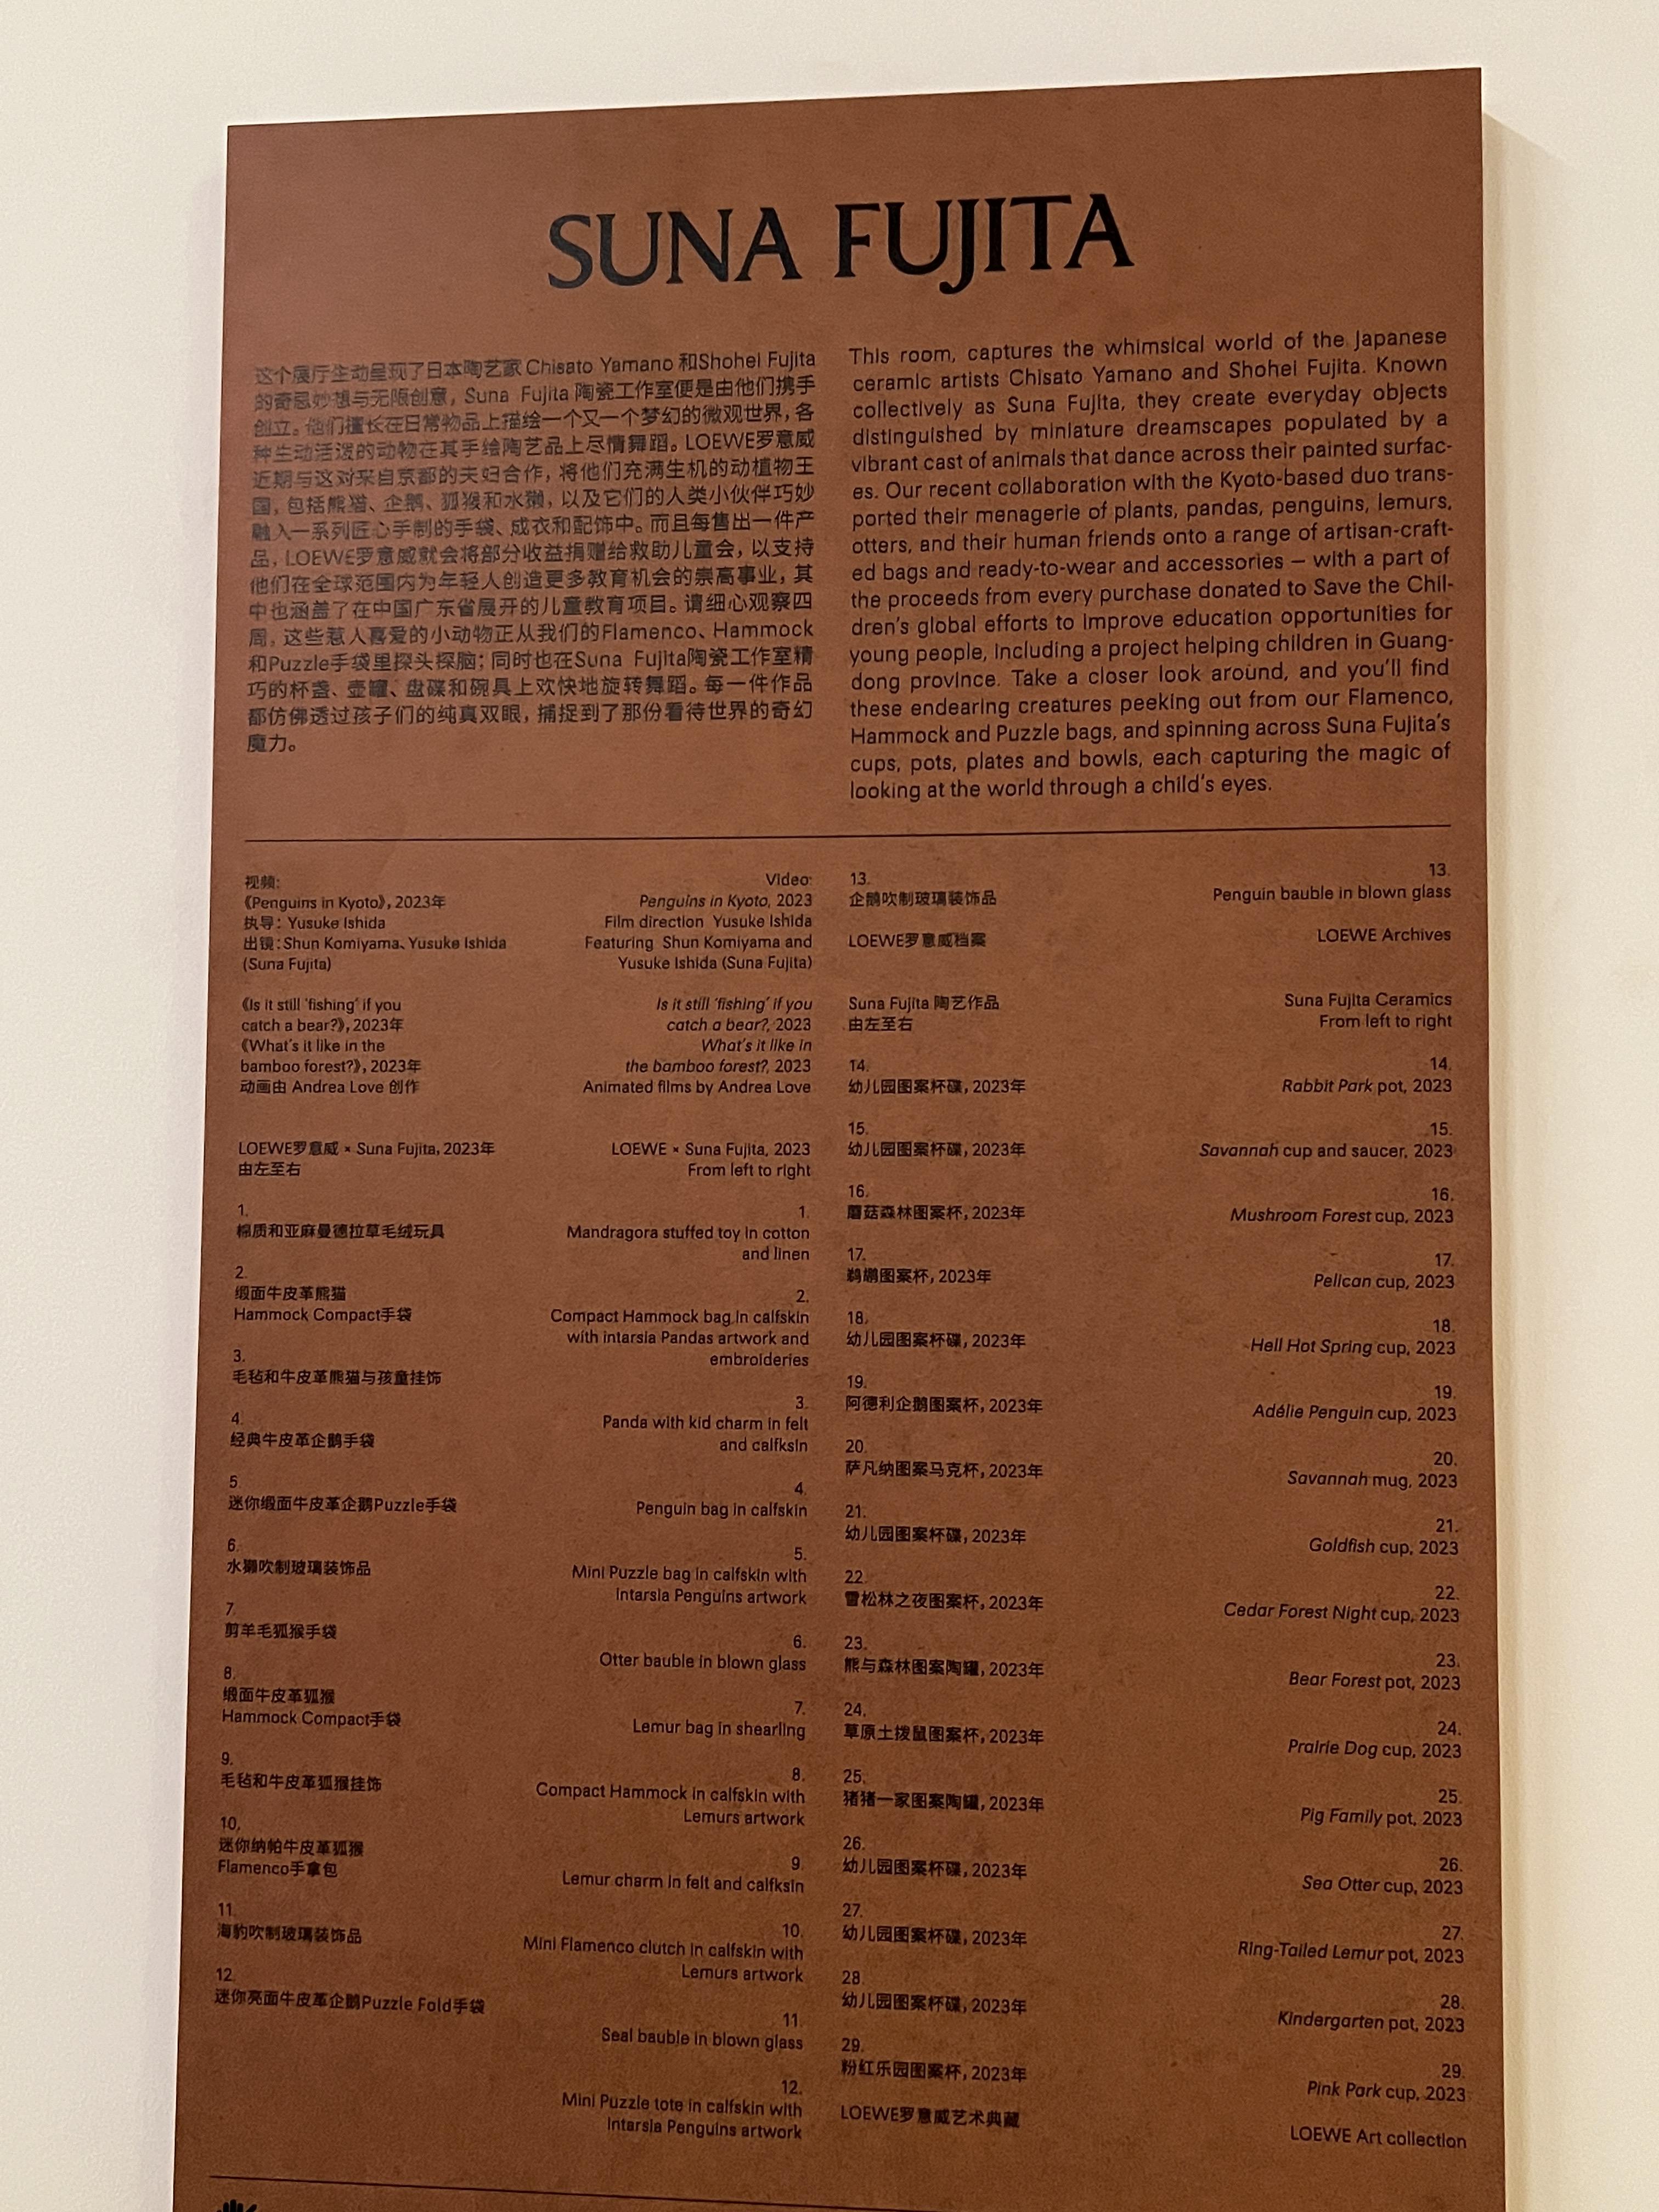 SUNA FUJITA
这个展厅生动呈现了日本陶艺家 Chisato Yamano 和Shohei Fujita
的奇思妙想与无限创意，Suna Fujita 陶瓷工作室便是由他们携手
创立。他们擅长在日常物品上描绘一个又一个梦幻的微观世界，各
种生动活泼的动物在其手绘陶艺品上尽情舞蹈。LOEWE罗意威
近期与这对来自京都的夫妇合作，将他们充满生机的动植物王
国，包括熊猫、企鹅、狐猴和水獭，以及它们的人类小伙伴巧妙
融入一系列匠心手制的手袋、成衣和配饰中。而且每售出一件产
品，LOEWE罗意威就会将部分收益捐赠给救助儿童会，以支持
他们在全球范围内为年轻人创造更多教育机会的崇高事业，其
中也涵盖了在中国广东省展开的儿童教育项目。请细心观察四
周，这些惹人喜爱的小动物正从我们的Flamenco、Hammock
和Puzzle手袋里探头探脑；同时也在Suna Fujita陶瓷工作室精
巧的杯盏、壶罐、盘碟和碗具上欢快地旋转舞蹈。每一件作品
都仿佛透过孩子们的纯真双眼，捕捉到了那份看待世界的奇幻
魔力。
This room, captures the whimsical world of the Japanese
ceramic artists Chisato Yamano and Shohei Fujita. Known
collectively as Suna Fujita, they create everyday objects
distinguished by miniature dreamscapes populated by a
vibrant cast of animals that dance across their painted surfac-
es. Our recent collaboration with the Kyoto-based duo trans-
ported their menagerie of plants, pandas, penguins, lemurs,
otters, and their human friends onto a range of artisan-craft-
ed bags and ready-to-wear and accessories – with a part of
the proceeds from every purchase donated to Save the Chil-
dren's global efforts to improve education opportunities for
young people, including a project helping children in Guang-
dong province. Take a closer look around, and you'll find
these endearing creatures peeking out from our Flamenco,
Hammock and Puzzle bags, and spinning across Suna Fujita's
cups, pots, plates and bowls, each capturing the magic of
looking at the world through a child's eyes.
视频:
《Penguins in Kyoto》，2023年
执导：Yusuke Ishida
出镜：Shun Komiyama、Yusuke Ishida
(Suna Fujita)
《Is it still 'fishing' if you
catch a bear?》，2023年
《What's it like in the
bamboo forest?》，2023年
动画由 Andrea Love 创作
LOEWE罗意威 × Suna Fujita，2023年
由左至右
1.
棉质和亚麻曼德拉草毛绒玩具
2.
缎面牛皮革熊猫
Hammock Compact手袋
3.
毛毡和牛皮革熊猫与孩童挂饰
4.
经典牛皮革企鹅手袋
5.
迷你缎面牛皮革企鹅Puzzle手袋
6.
水獭吹制玻璃装饰品
7.
剪羊毛狐猴手袋
8.
缎面牛皮革狐猴
Hammock Compact手袋
9.
毛毡和牛皮革狐猴挂饰
10.
迷你纳帕牛皮革狐猴
Flamenco手拿包
11.
海豹吹制玻璃装饰品
12.
迷你亮面牛皮革企鹅Puzzle Fold手袋
Video:
Penguins in Kyoto, 2023
Film direction Yusuke Ishida
Featuring Shun Komiyama and
Yusuke Ishida (Suna Fujita)
Is it still 'fishing' if you
catch a bear?, 2023
What's it like in
the bamboo forest?, 2023
Animated films by Andrea Love
LOEWE × Suna Fujita, 2023
From left to right
1.
Mandragora stuffed toy in cotton
and linen
2.
Compact Hammock bag in calfskin
with intarsia Pandas artwork and
embroideries
3.
Panda with kid charm in felt
and calfksin
4.
Penguin bag in calfskin
5.
Mini Puzzle bag in calfskin with
intarsia Penguins artwork
6.
Otter bauble in blown glass
7.
Lemur bag in shearling
8.
Compact Hammock in calfskin with
Lemurs artwork
9.
Lemur charm in felt and calfksin
10.
Mini Flamenco clutch in calfskin with
Lemurs artwork
11.
Seal bauble in blown glass
12.
Mini Puzzle tote in calfskin with
intarsia Penguins artwork
13.
企鹅吹制玻璃装饰品
LOEWE罗意威档案
Suna Fujita 陶艺作品
由左至右
14.
幼儿园图案杯碟，2023年
15.
幼儿园图案杯碟，2023年
16.
蘑菇森林图案杯，2023年
17.
鹈鹕图案杯，2023年
18.
幼儿园图案杯碟，2023年
19.
阿德利企鹅图案杯，2023年
20.
萨凡纳图案马克杯，2023年
21.
幼儿园图案杯碟，2023年
22.
雪松林之夜图案杯，2023年
23.
熊与森林图案陶罐，2023年
24.
草原土拨鼠图案杯，2023年
25.
猪猪一家图案陶罐，2023年
26.
幼儿园图案杯碟，2023年
27.
幼儿园图案杯碟，2023年
28.
幼儿园图案杯碟，2023年
29.
粉红乐园图案杯，2023年
LOEWE罗意威艺术典藏
13.
Penguin bauble in blown glass
LOEWE Archives
Suna Fujita Ceramics
From left to right
14.
Rabbit Park pot, 2023
15.
Savannah cup and saucer, 2023
16.
Mushroom Forest cup, 2023
17.
Pelican cup, 2023
18.
Hell Hot Spring cup, 2023
19.
Adélie Penguin cup, 2023
20.
Savannah mug, 2023
21.
Goldfish cup, 2023
22.
Cedar Forest Night cup, 2023
23.
Bear Forest pot, 2023
24.
Prairie Dog cup, 2023
25.
Pig Family pot, 2023
26.
Sea Otter cup, 2023
27.
Ring-Tailed Lemur pot, 2023
28.
Kindergarten pot, 2023
29.
Pink Park cup, 2023
LOEWE Art collection